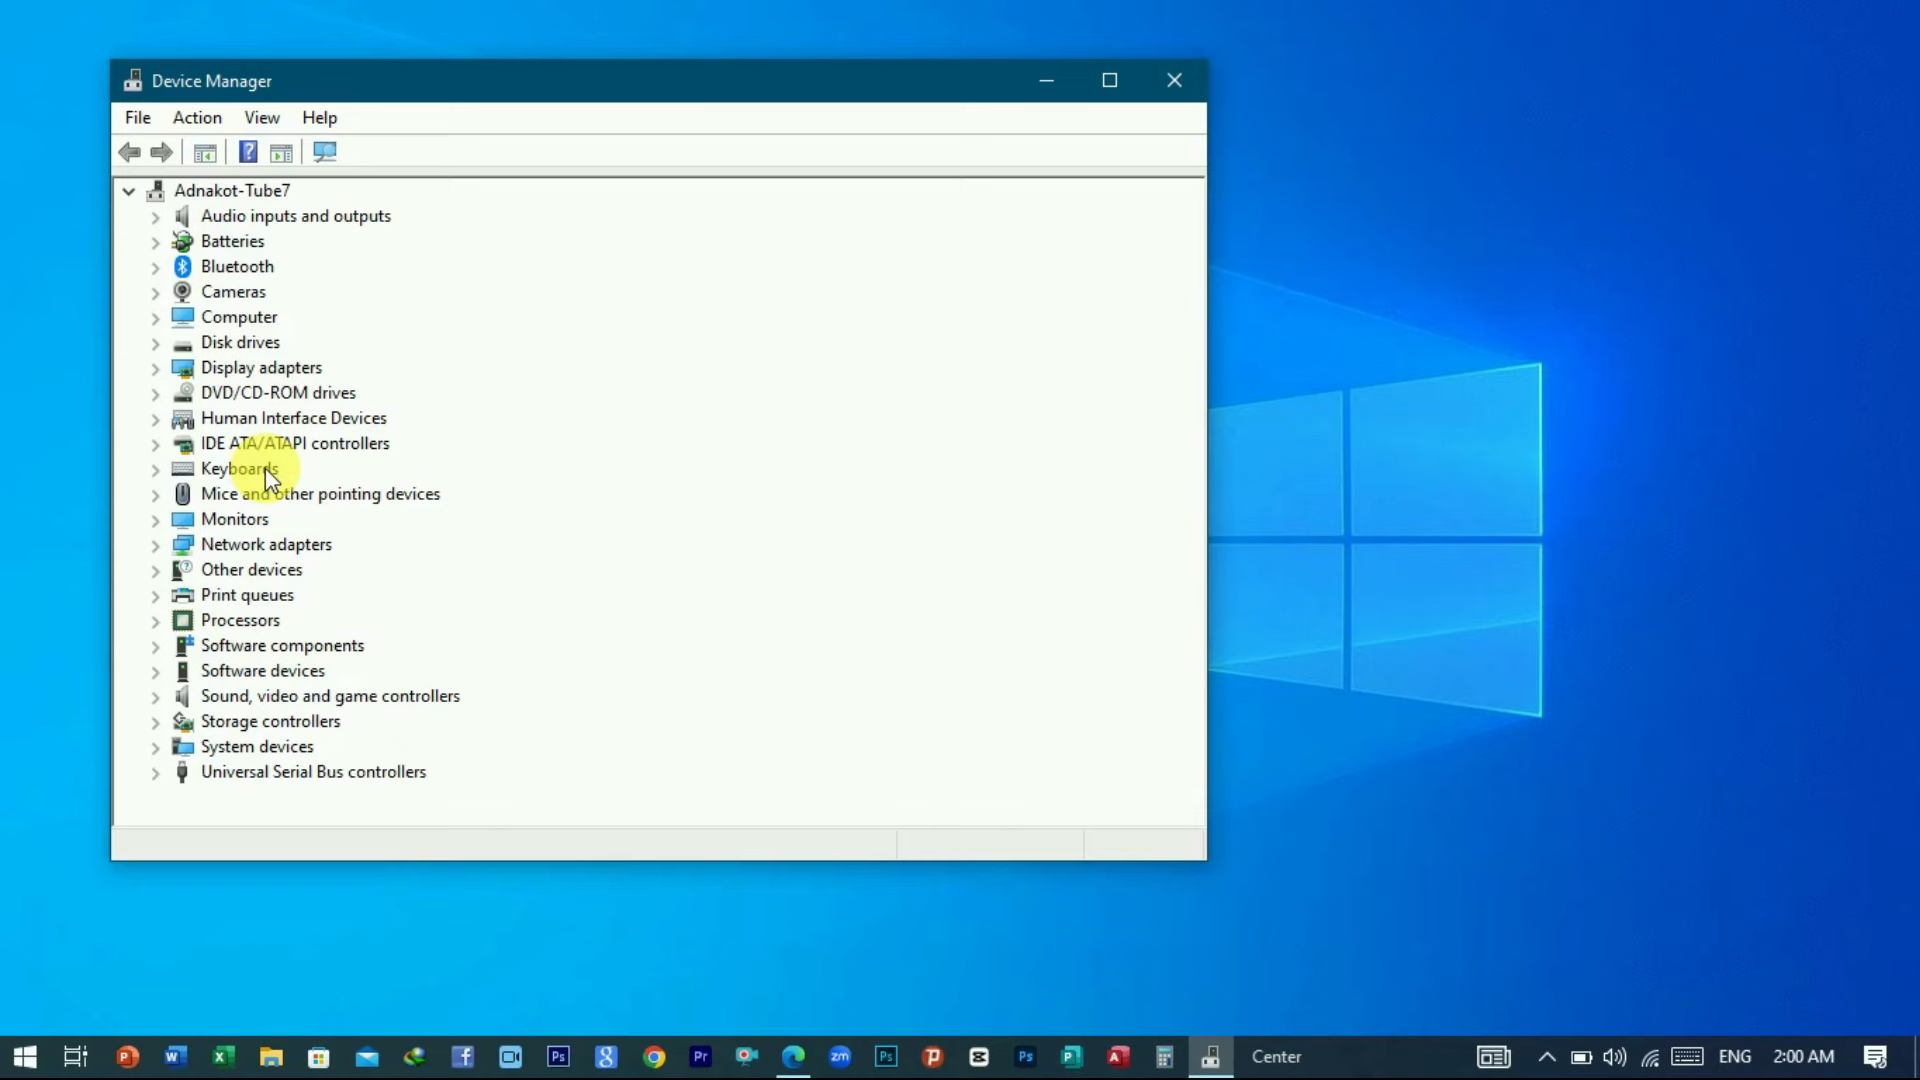 Device Manager
File Action View Help
Adnakot-Tube7
Audio inputs and outputs
Batteries
Bluetooth
Cameras
Computer
Disk drives
Display adapters
DVD/CD-ROM drives
Human Interface Devices
IDE ATA/ATAPI controllers
Keyboards
Mice and other pointing devices
Monitors
Network adapters
Other devices
Print queues
Processors
Software components
Software devices
Sound, video and game controllers
Storage controllers
System devices
Universal Serial Bus controllers
Center ENG 2:00 AM